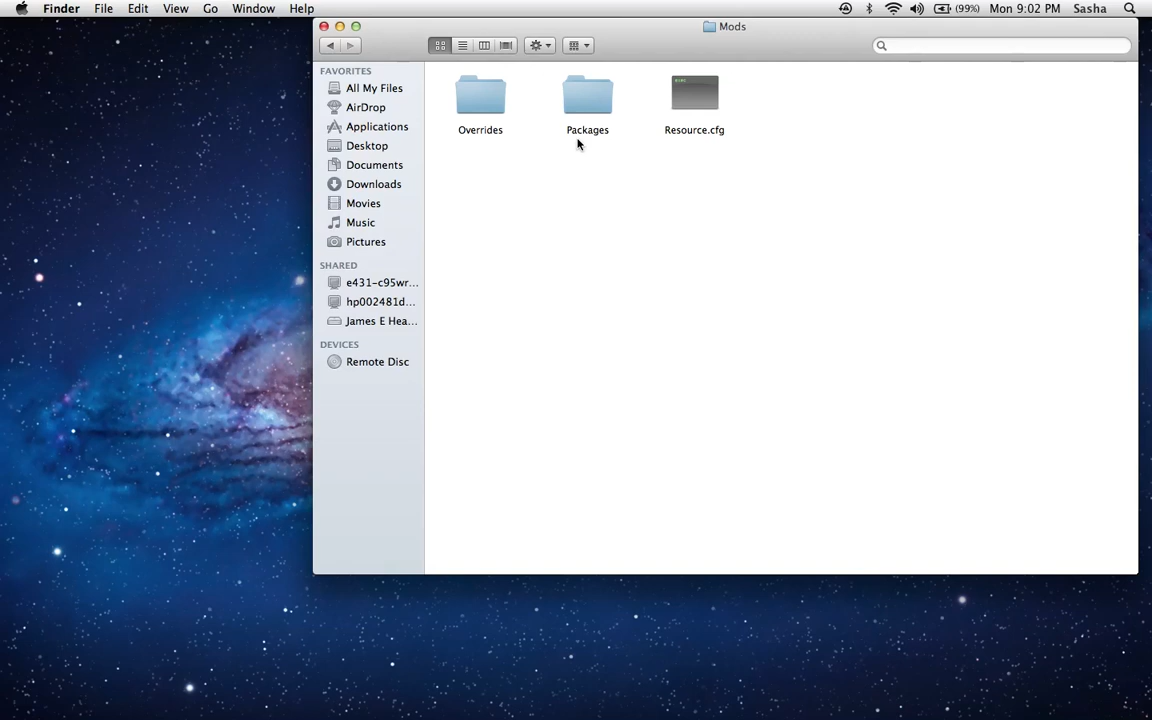 Finder File Edit View Go Window Help (99%) Mon 9:02 PM Sasha
Mods
FAVORITES
All My Files
AirDrop
Applications
Desktop
Documents
Downloads
Movies
Music
Pictures
SHARED
e431-c95wr...
hp002481d...
James E Hea...
DEVICES
Remote Disc
Overrides
Packages
Resource.cfg